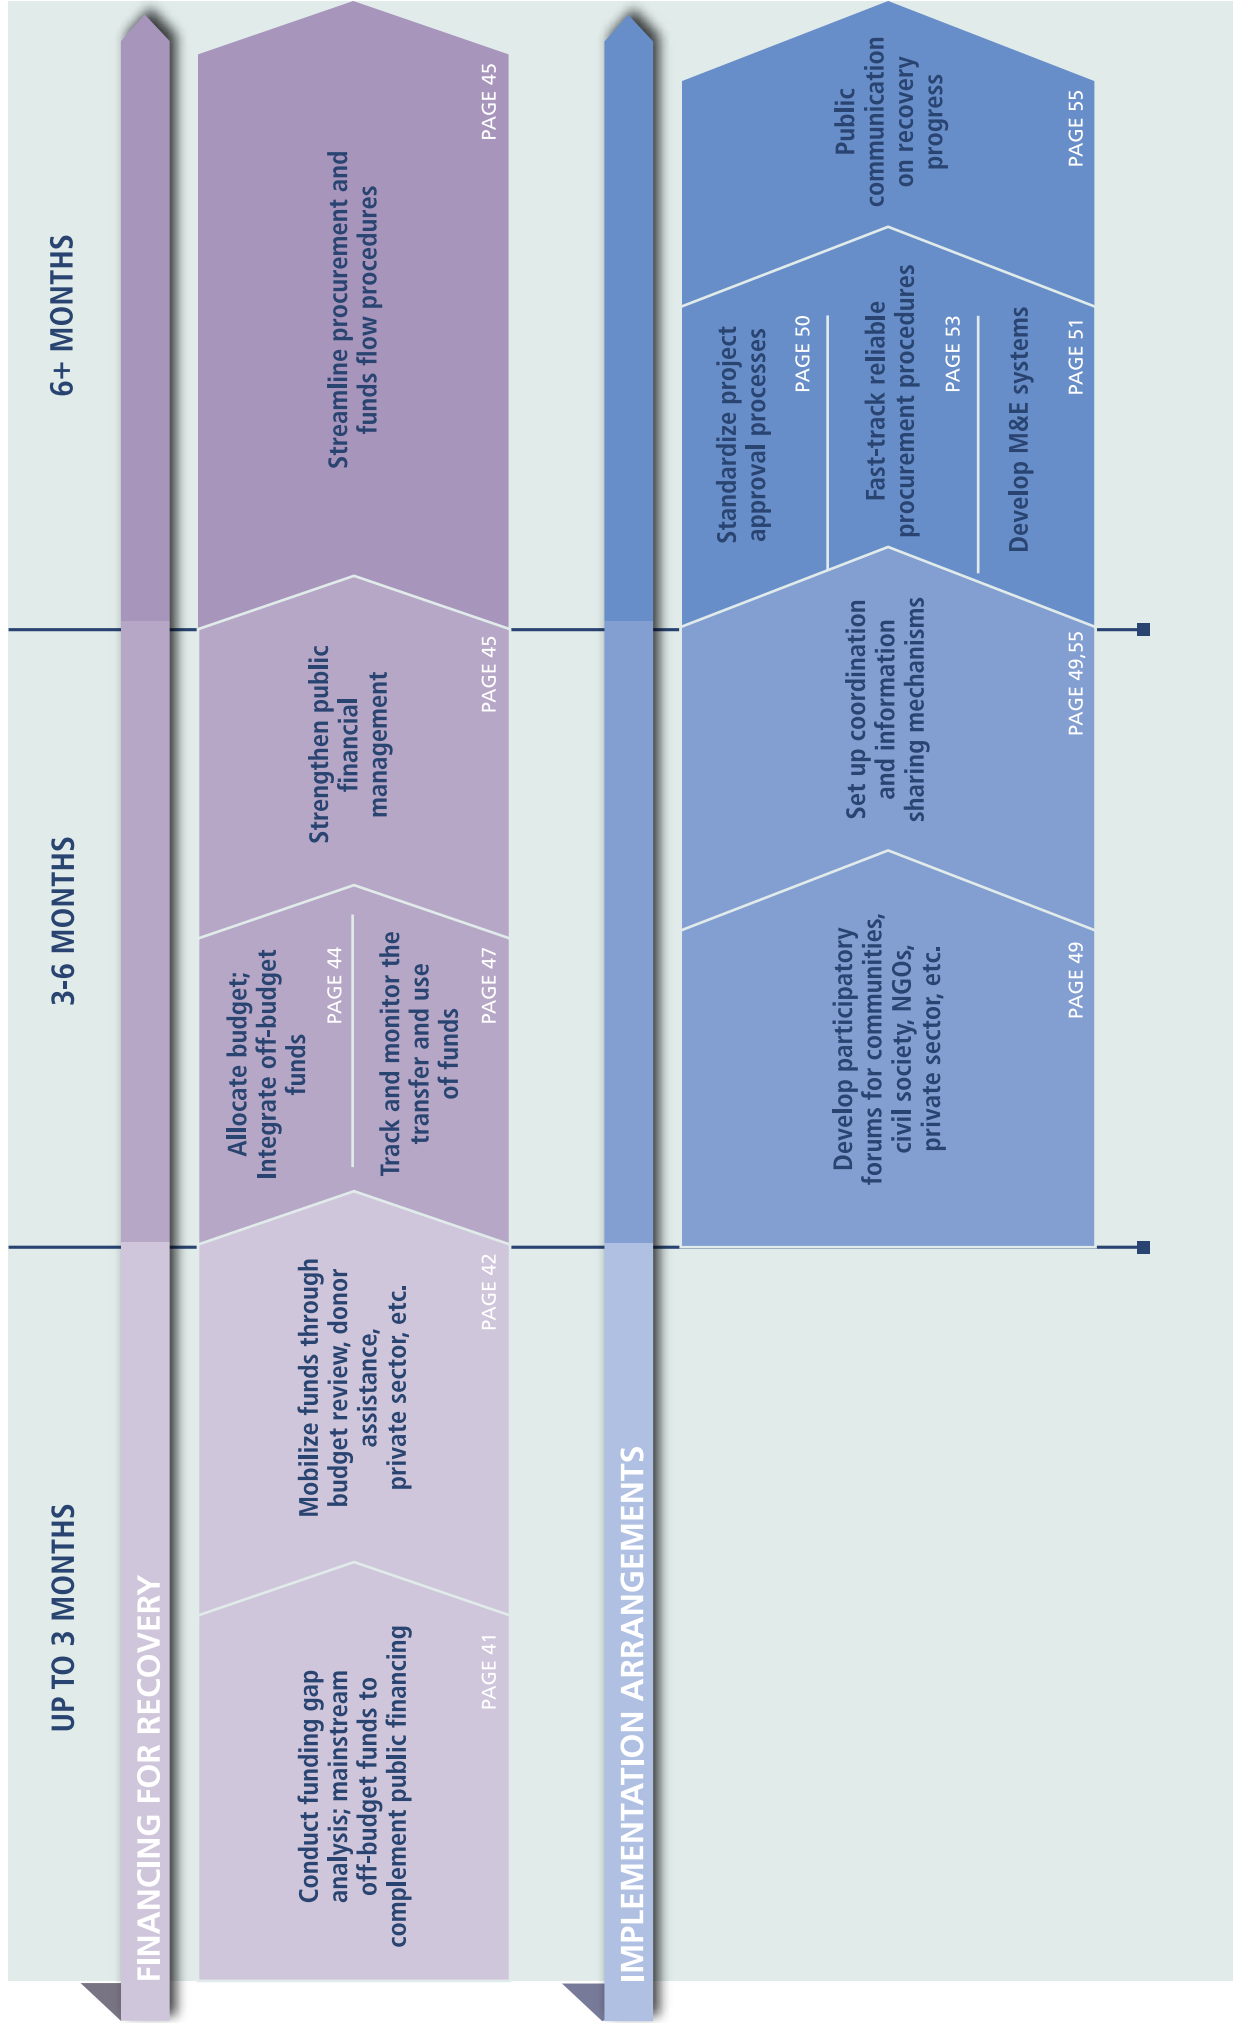 UP TO 3 MONTHS
3-6 MONTHS
6+ MONTHS
FINANCING FOR RECOVERY
Conduct funding gap
analysis; mainstream
off-budget funds to
complement public financing
PAGE 41
Mobilize funds through
budget review, donor
assistance,
private sector, etc.
PAGE 42
Allocate budget;
Integrate off-budget
funds
PAGE 44
Track and monitor the
transfer and use
of funds
PAGE 47
Strengthen public
financial
management
PAGE 45
Streamline procurement and
funds flow procedures
PAGE 45
IMPLEMENTATION ARRANGEMENTS
Develop participatory
forums for communities,
civil society, NGOs,
private sector, etc.
PAGE 49
Set up coordination
and information
sharing mechanisms
PAGE 49,55
Standardize project
approval processes
PAGE 50
Fast-track reliable
procurement procedures
PAGE 53
Develop M&E systems
PAGE 51
Public
communication
on recovery
progress
PAGE 55